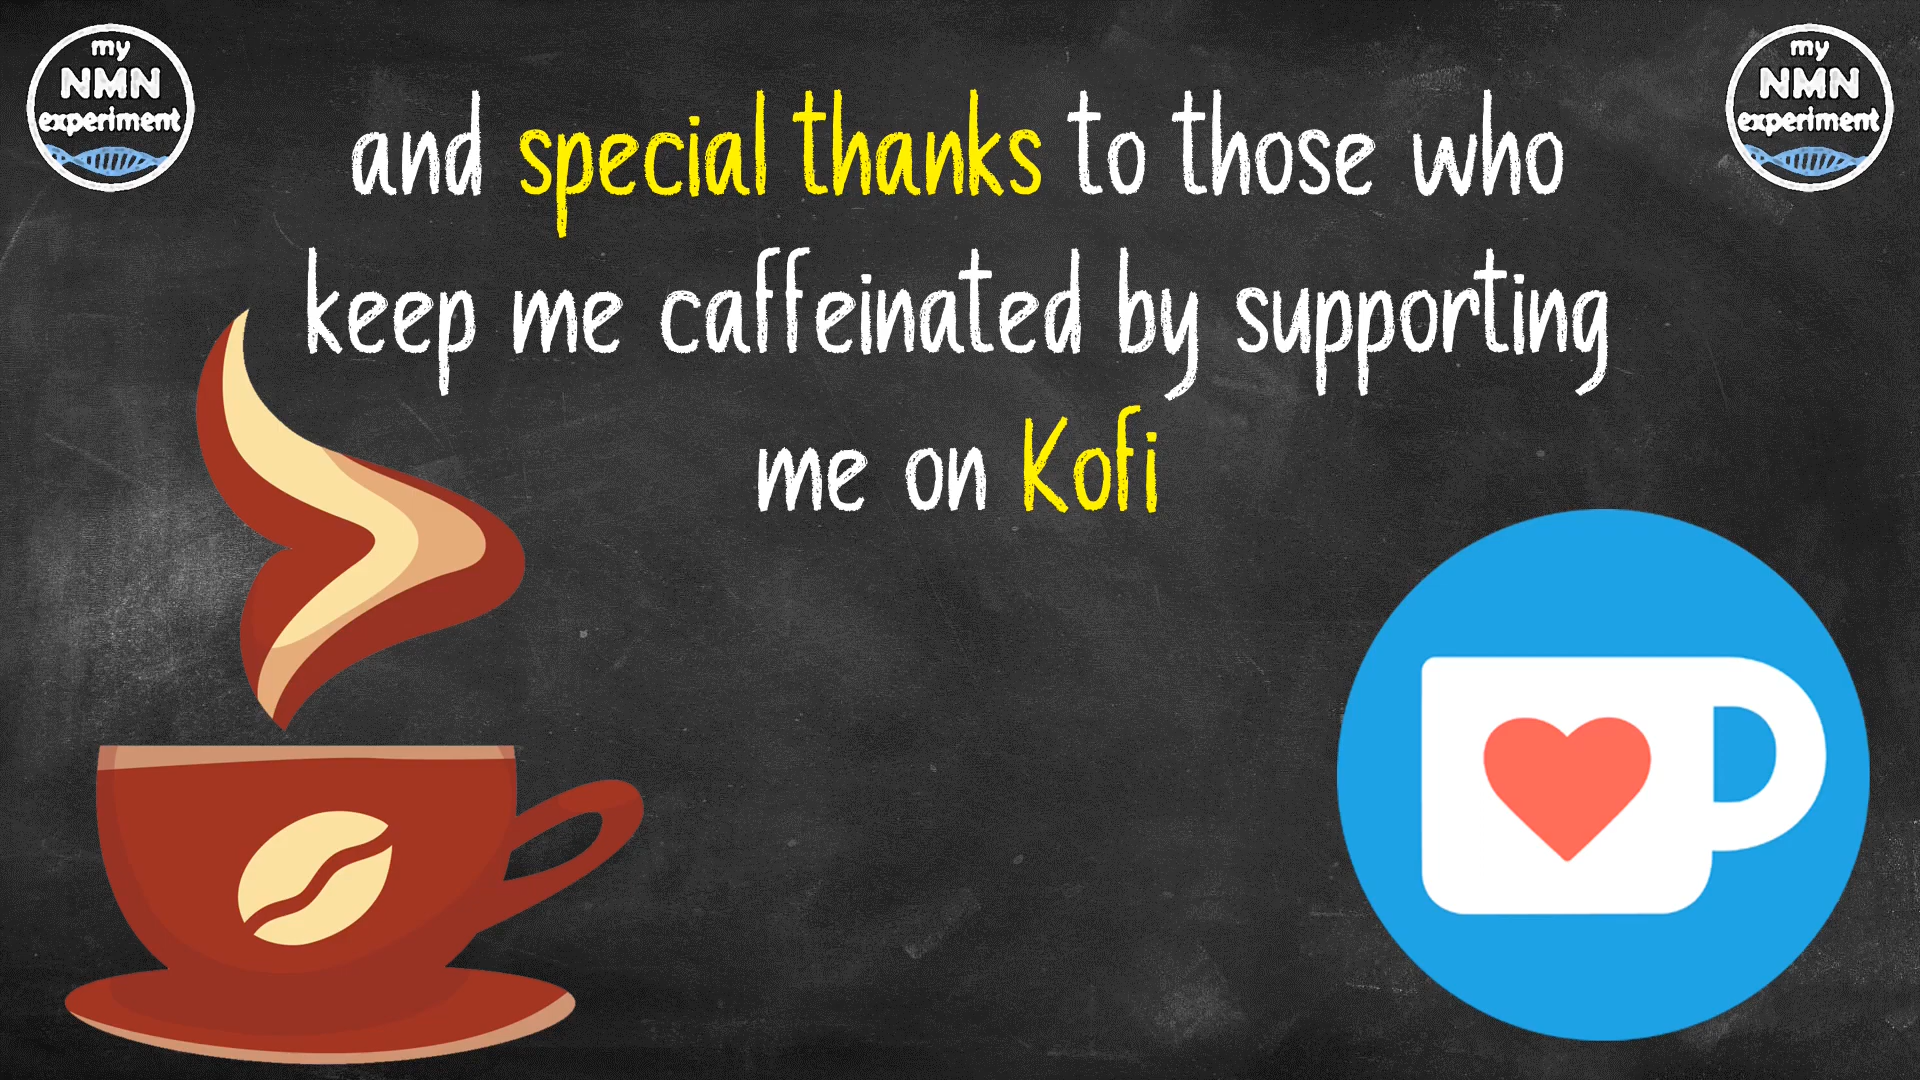 my
NMN
experiment
my
NMN
experiment
and special thanks to those who
keep me caffeinated by supporting
me on Kofi